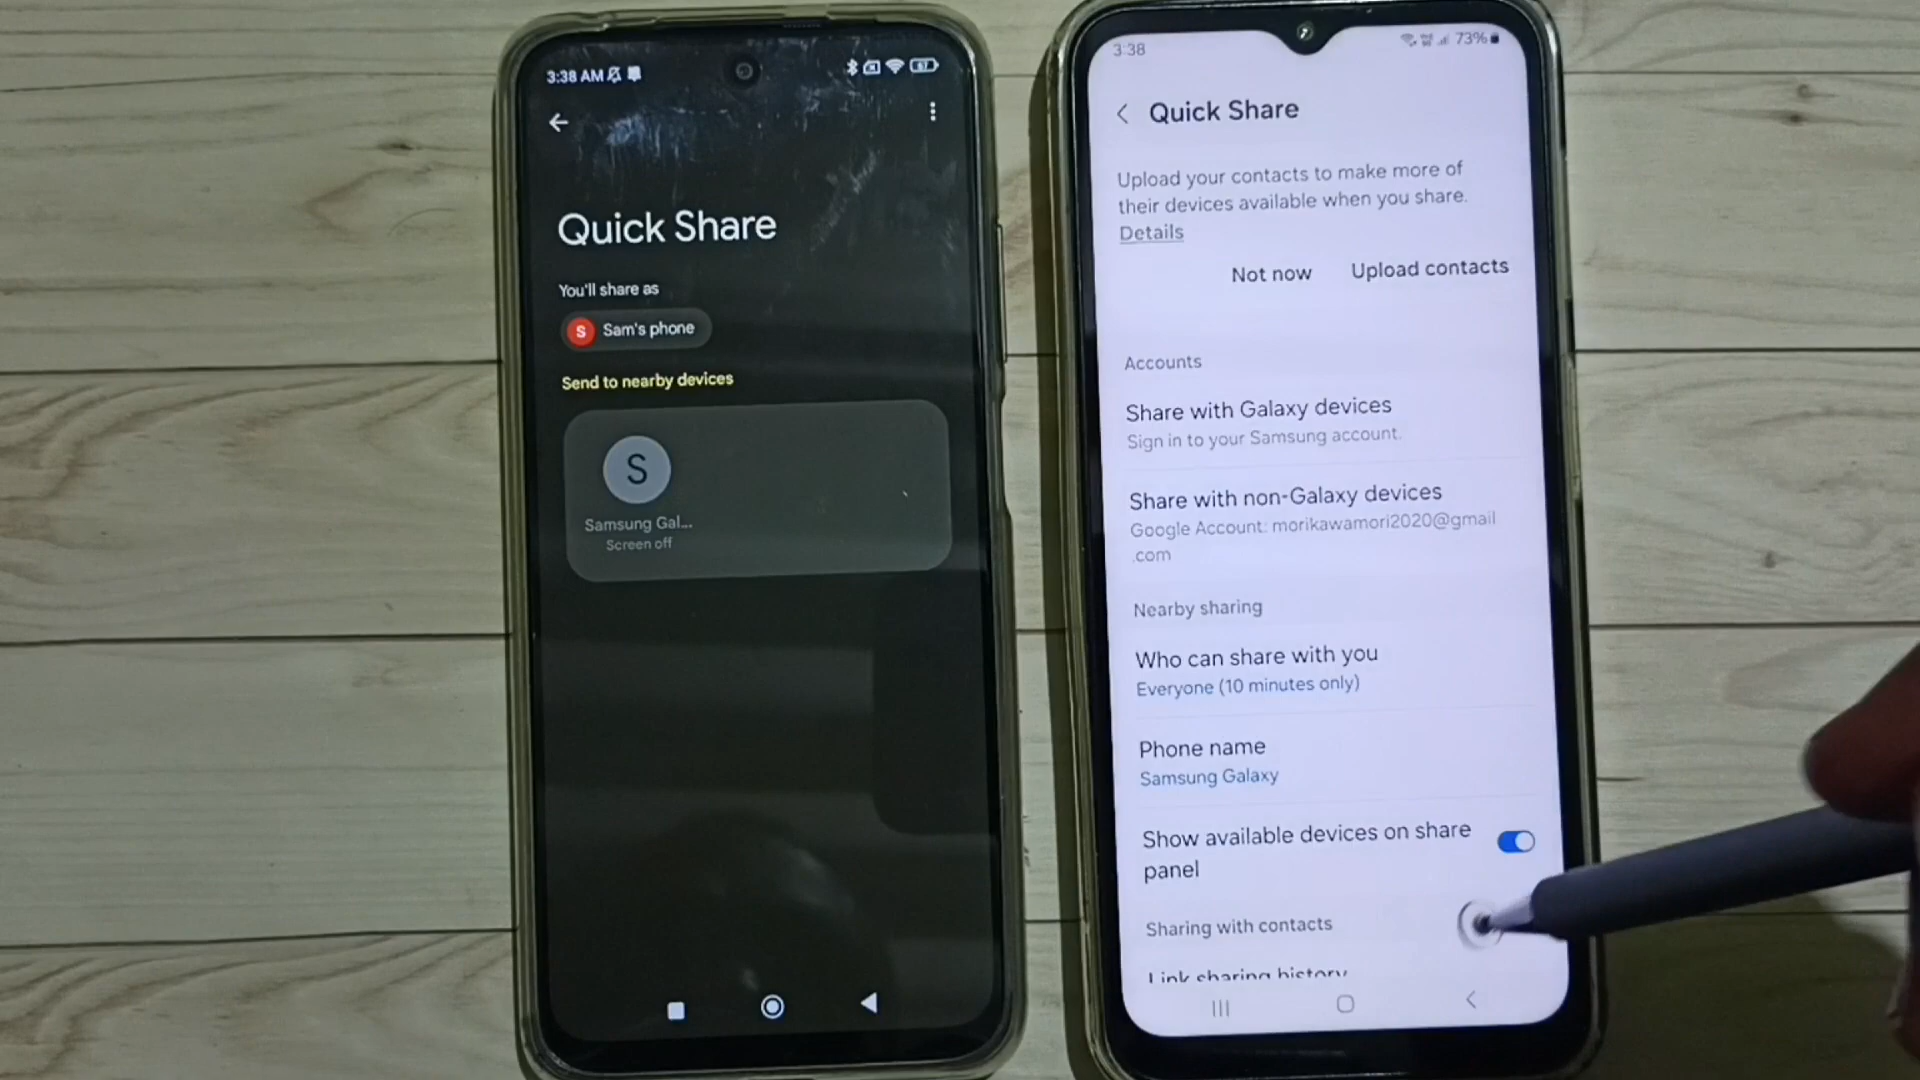 3:38 AM
67
Quick Share
You'll share as
S Sam's phone
Send to nearby devices
S
Samsung Gal...
Screen off
3:38
73%
Quick Share
Upload your contacts to make more of
their devices available when you share.
Details
Not now Upload contacts
Accounts
Share with Galaxy devices
Sign in to your Samsung account.
Share with non-Galaxy devices
Google Account: morikawamori2020@gmail
.com
Nearby sharing
Who can share with you
Everyone (10 minutes only)
Phone name
Samsung Galaxy
Show available devices on share
panel
Sharing with contacts
Link sharing history